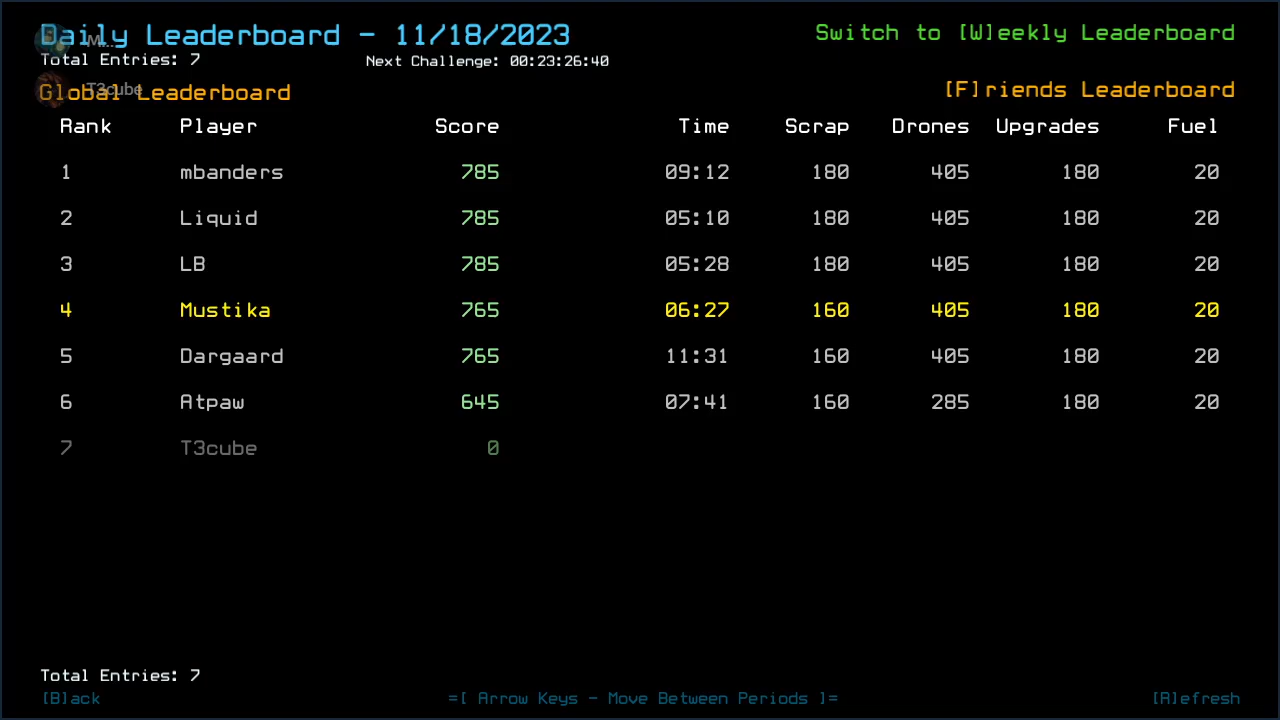 Daily Leaderboard - 11/18/2023 Switch to [W]eekly Leaderboard
Total Entries: 7 Next Challenge: 00:23:26:40
T3cube
Global Leaderboard [F]riends Leaderboard
Rank Player Score Time Scrap Drones Upgrades Fuel
1 mbanders 785 09:12 180 405 180 20
2 Liquid 785 05:10 180 405 180 20
3 LB 785 05:28 180 405 180 20
4 Mustika 765 06:27 160 405 180 20
5 Dargaard 765 11:31 160 405 180 20
6 Atpaw 645 07:41 160 285 180 20
7 T3cube 0
Total Entries: 7
[B]ack =[ Arrow Keys - Move Between Periods ]= [R]efresh